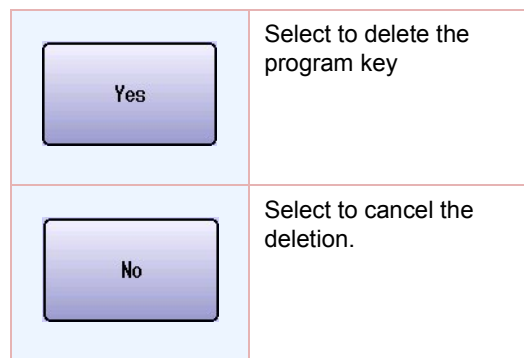 Yes
Select to delete the
program key
No
Select to cancel the
deletion.